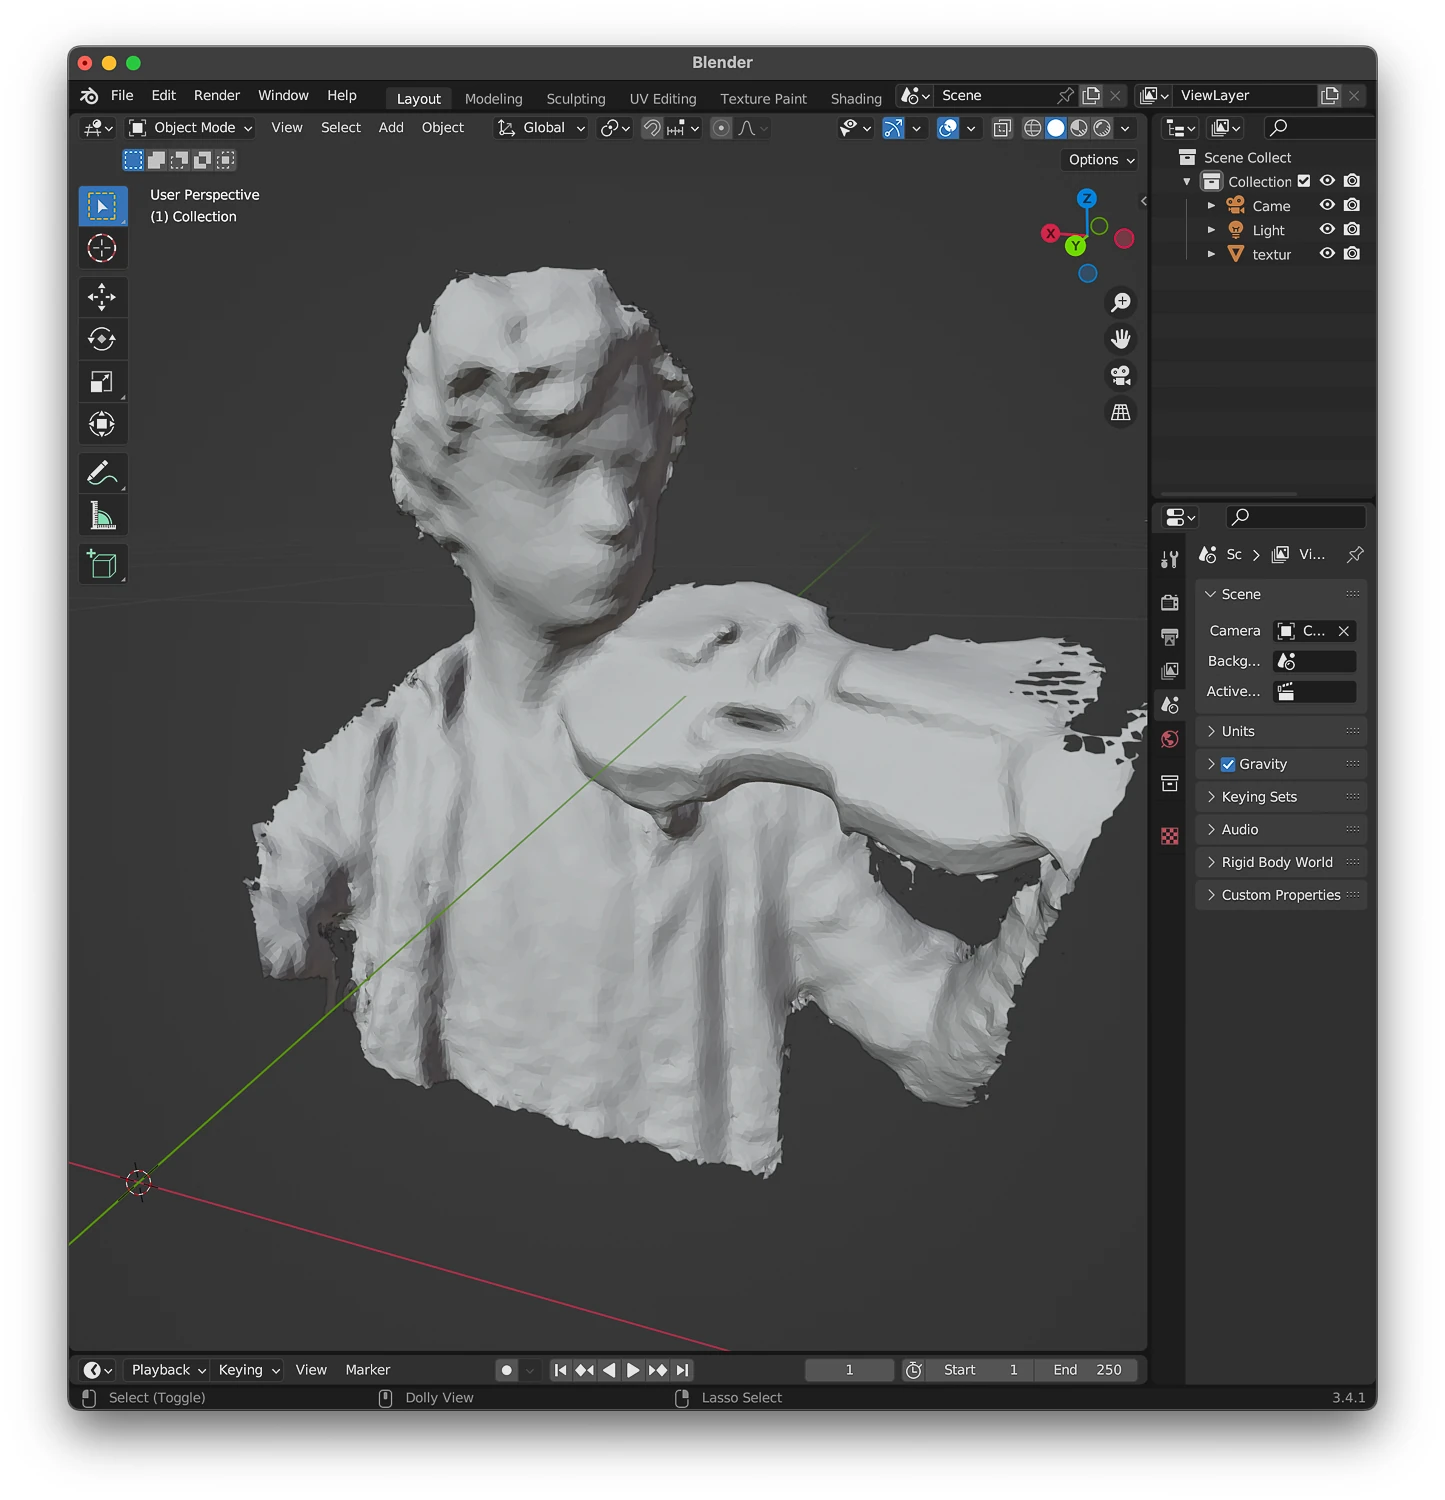 Blender
File Edit Render Window Help Layout Modeling Sculpting UV Editing Texture Paint Shading Scene ViewLayer
Object Mode View Select Add Object Global
Options
User Perspective
(1) Collection
Z
X
Y
Scene Collect
Collection
Came
Light
textur
Sc Vi...
Scene
Camera C...
Backg...
Active...
Units
Gravity
Keying Sets
Audio
Rigid Body World
Custom Properties
Playback Keying View Marker 1 Start 1 End 250
Select (Toggle) Dolly View Lasso Select 3.4.1